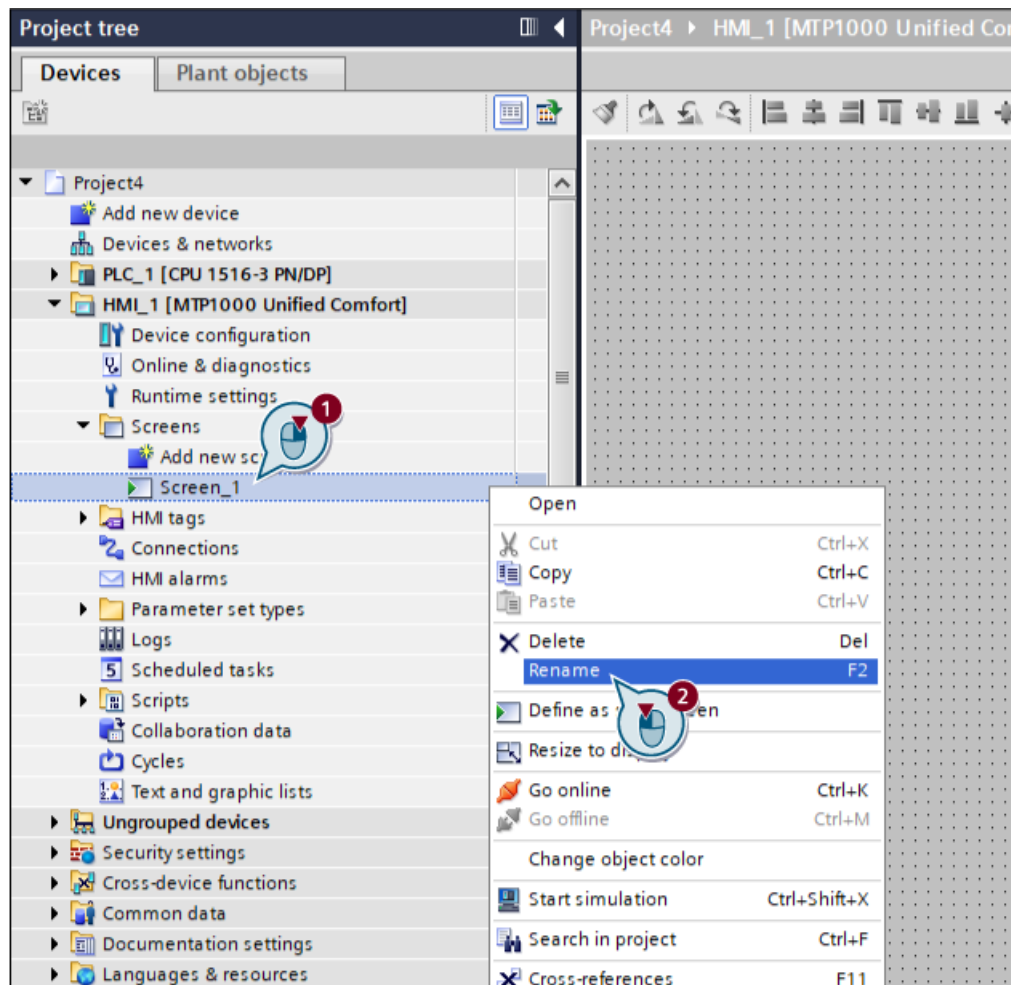 Project tree
Project4 HMI_1 [MTP1000 Unified Co
Devices Plant objects
Project4
Add new device
Devices & networks
PLC_1 [CPU 1516-3 PN/DP]
HMI_1 [MTP1000 Unified Comfort]
Device configuration
Online & diagnostics
Runtime settings
1
Screens
Add new sc
Screen_1
HMI tags
Connections
HMI alarms
Parameter set types
Logs
5 Scheduled tasks
Scripts
Collaboration data
Cycles
Text and graphic lists
Ungrouped devices
Security settings
Cross-device functions
Common data
Documentation settings
Languages & resources
Open
Cut Ctrl+X
Copy Ctrl+C
Paste Ctrl+V
Delete Del
Rename F2
2
Define as en
Resize to di
Go online Ctrl+K
Go offline Ctrl+M
Change object color
Start simulation Ctrl+Shift+X
Search in project Ctrl+F
Cross-references F11